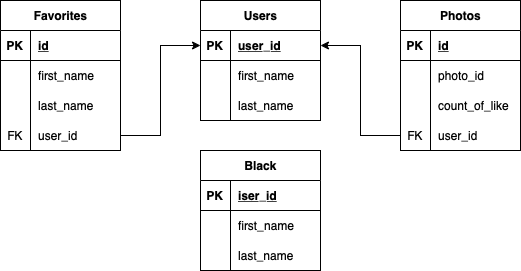 Favorites
PK id
first_name
last_name
FK user_id
Users
PK user_id
first_name
last_name
Photos
PK id
photo_id
count_of_like
FK user_id
Black
PK iser_id
first_name
last_name